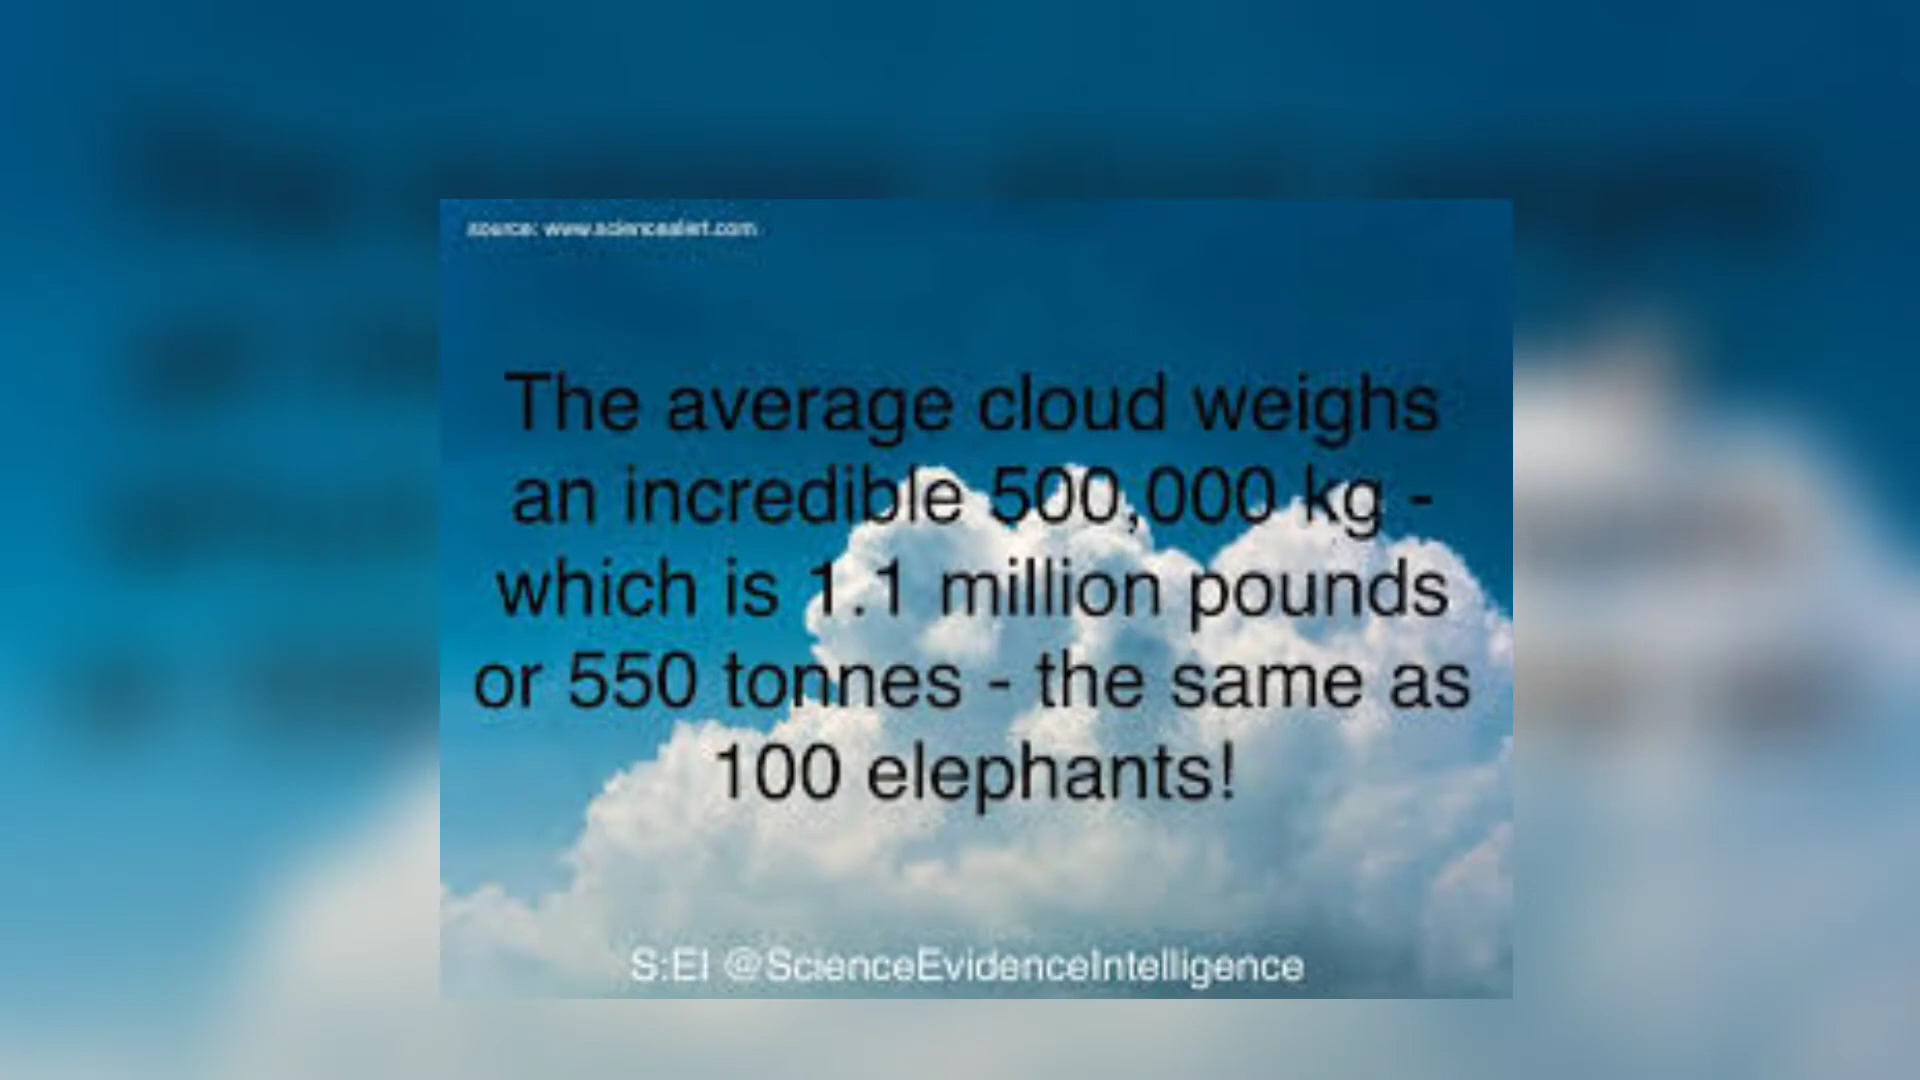 source: www.sciencealert.com
The average cloud weighs
an incredible 500,000 kg -
which is 1.1 million pounds
or 550 tonnes - the same as
100 elephants!
S:EI @ScienceEvidenceIntelligence